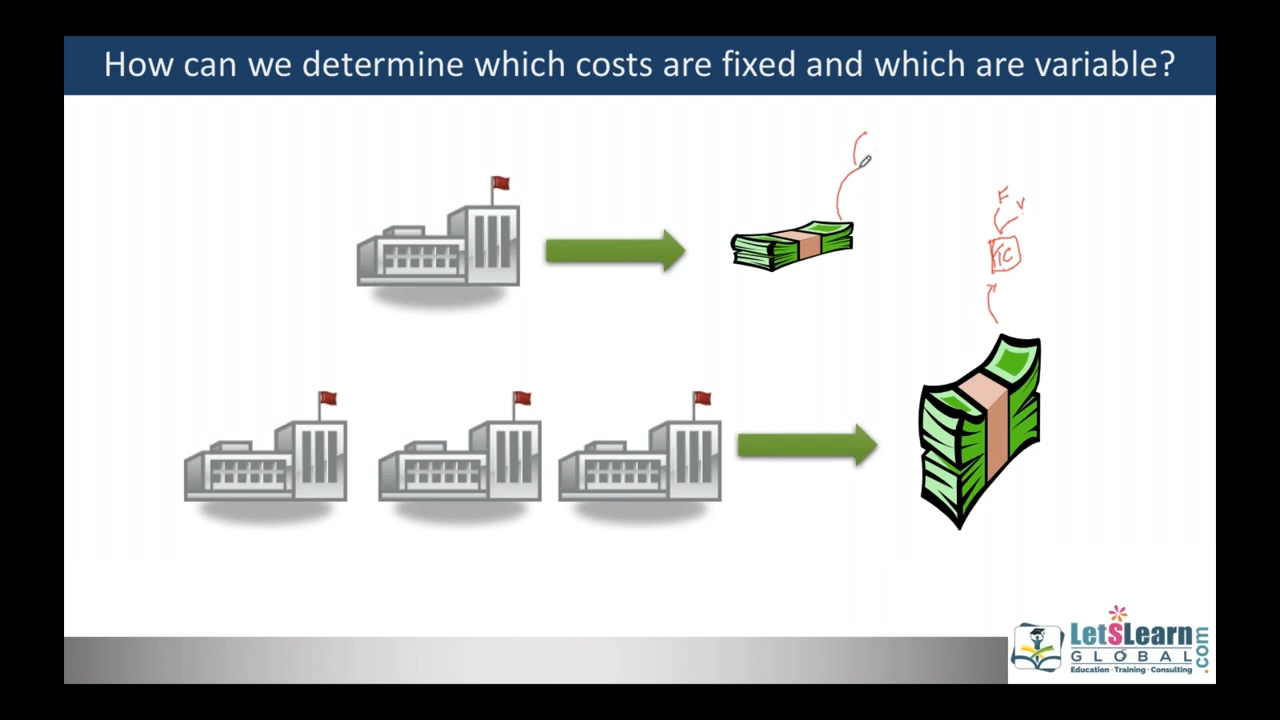 How can we determine which costs are fixed and which are variable?
F V
TC
LetSLearn
GLOBAL
.com
Education · Training · Consulting